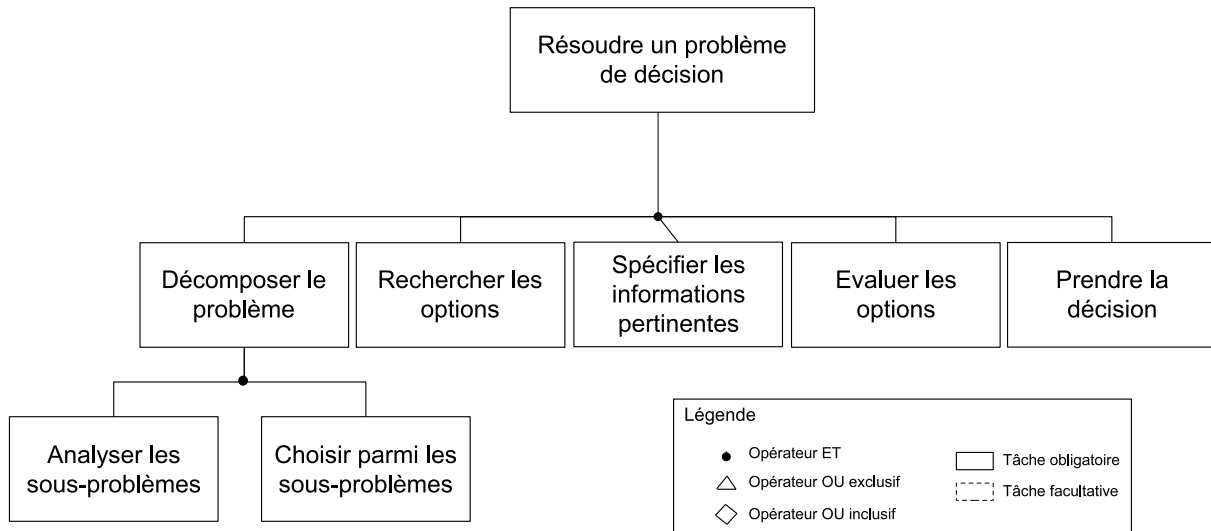 Résoudre un problème
de décision
Décomposer le
problème
Rechercher les
options
Spécifier les
informations
pertinentes
Evaluer les
options
Prendre la
décision
Analyser les
sous-problèmes
Choisir parmi les
sous-problèmes
Légende
Opérateur ET
Opérateur OU exclusif
Opérateur OU inclusif
Tâche obligatoire
Tâche facultative